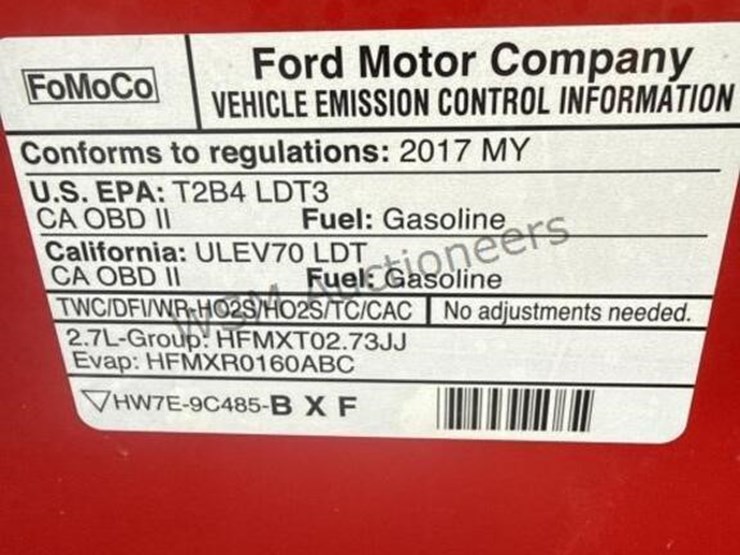 FoMoCo
Ford Motor Company
VEHICLE EMISSION CONTROL INFORMATION
Conforms to regulations: 2017 MY
U.S. EPA: T2B4 LDT3
CA OBD II Fuel: Gasoline
California: ULEV70 LDT
CA OBD II Fuel: Gasoline
TWC/DFI/WR-HO2S/HO2S/TC/CAC No adjustments needed.
2.7L-Group: HFMXT02.73JJ
Evap: HFMXR0160ABC
▽HW7E-9C485-B X F
WSM Auctioneers